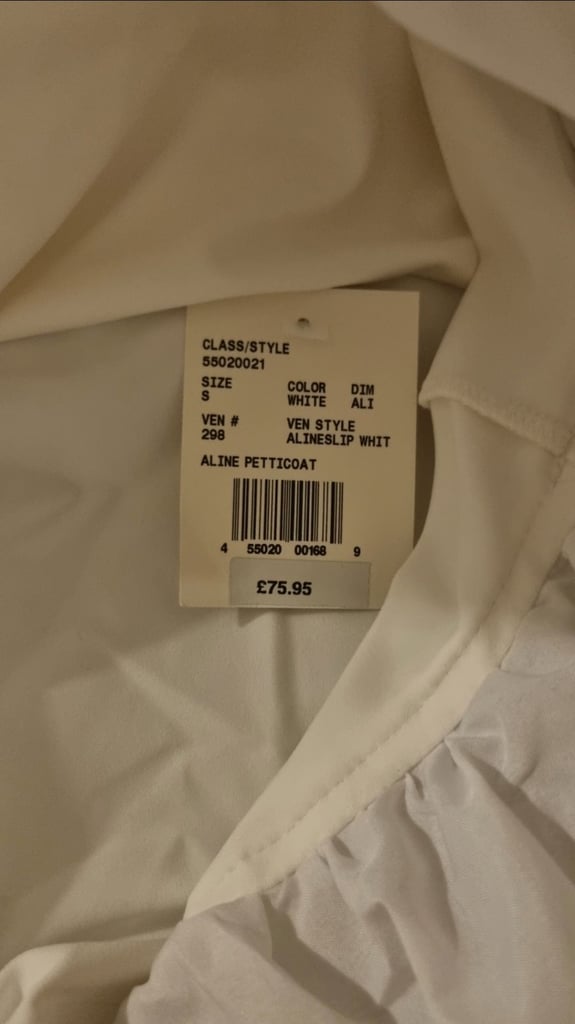 CLASS/STYLE
55020021
SIZE COLOR DIM
S WHITE ALI
VEN # VEN STYLE
298 ALINESLIP WHIT
ALINE PETTICOAT
4 55020 00168 9
£75.95